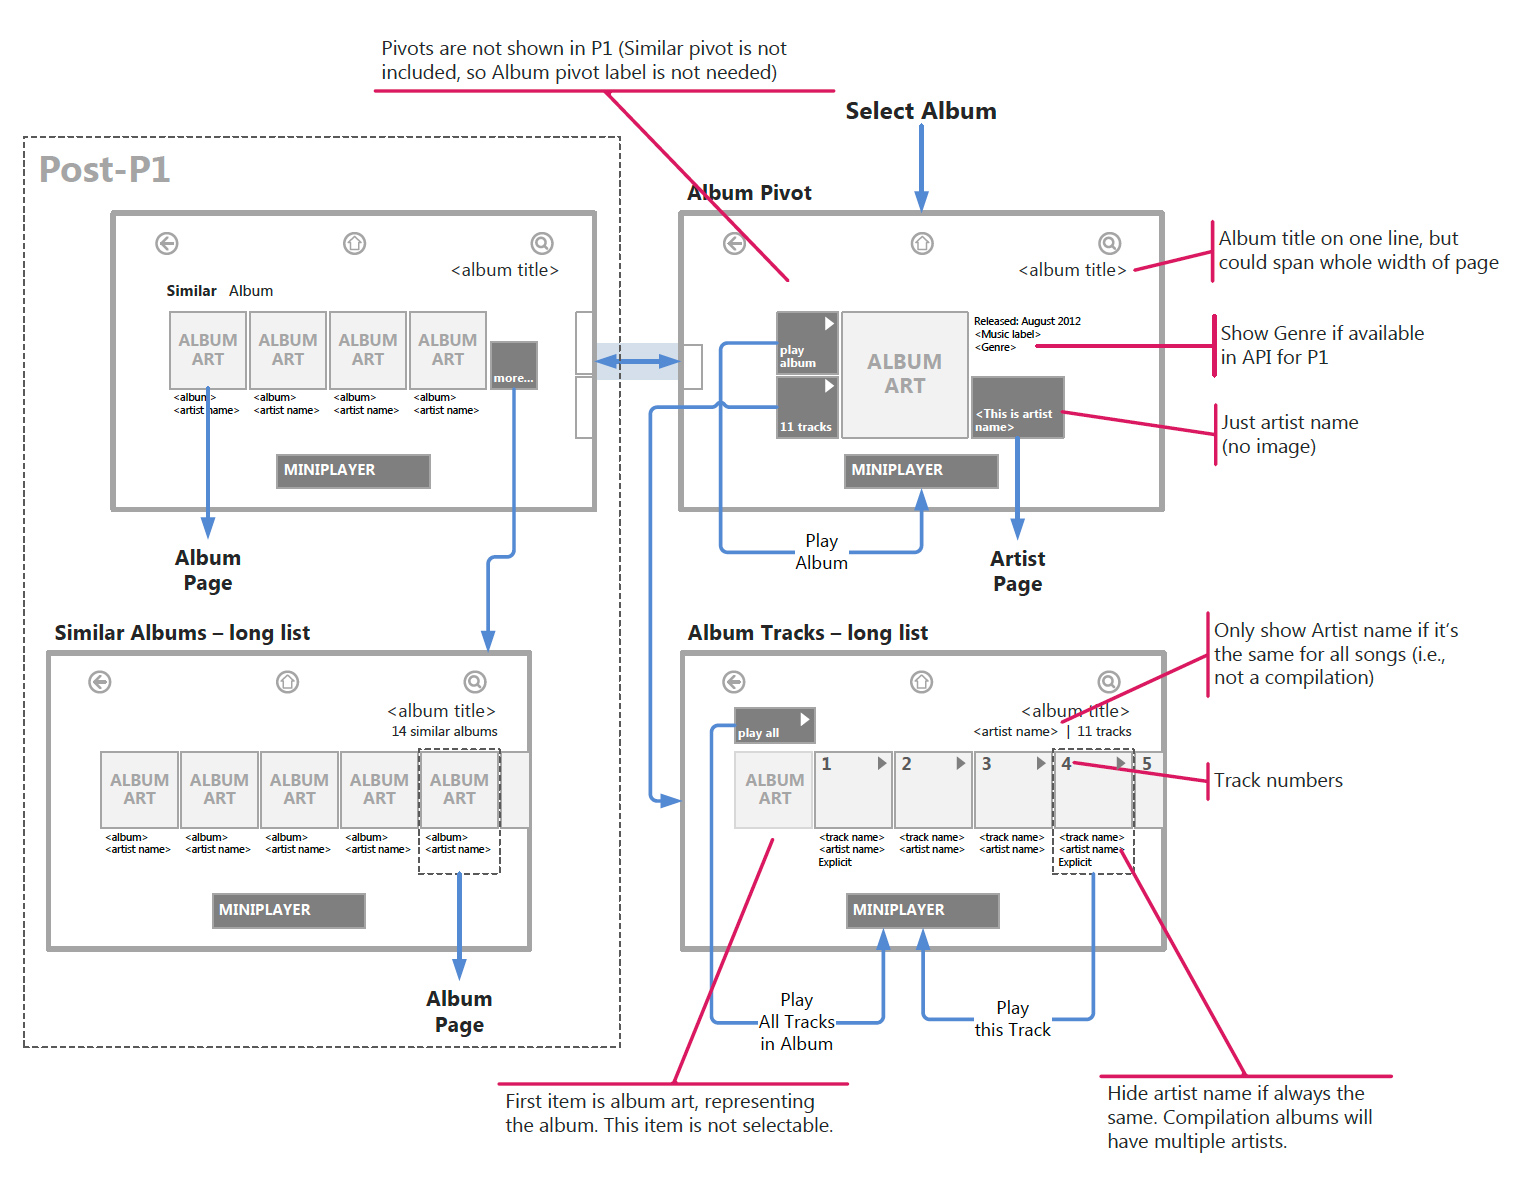 Pivots are not shown in P1 (Similar pivot is not
included, so Album pivot label is not needed)
Select Album
Post-P1
Album Pivot
<album title>
Similar Album
ALBUM
ART
ALBUM
ART
ALBUM
ART
ALBUM
ART
more...
<album>
<artist name>
<album>
<artist name>
<album>
<artist name>
<album>
<artist name>
MINIPLAYER
Album
Page
<album title>
play
album
11 tracks
ALBUM
ART
Released: August 2012
<Music label>
<Genre>
<This is artist
name>
MINIPLAYER
Play
Album
Artist
Page
Album title on one line, but
could span whole width of page
Show Genre if available
in API for P1
Just artist name
(no image)
Similar Albums – long list
<album title>
14 similar albums
ALBUM
ART
ALBUM
ART
ALBUM
ART
ALBUM
ART
ALBUM
ART
<album>
<artist name>
<album>
<artist name>
<album>
<artist name>
<album>
<artist name>
<album>
<artist name>
MINIPLAYER
Album
Page
Album Tracks – long list
<album title>
<artist name> | 11 tracks
play all
ALBUM
ART
1
2
3
4
5
<track name>
<artist name>
Explicit
<track name>
<artist name>
<track name>
<artist name>
<track name>
<artist name>
Explicit
MINIPLAYER
Play
All Tracks
in Album
Play
this Track
Only show Artist name if it’s
the same for all songs (i.e.,
not a compilation)
Track numbers
First item is album art, representing
the album. This item is not selectable.
Hide artist name if always the
same. Compilation albums will
have multiple artists.